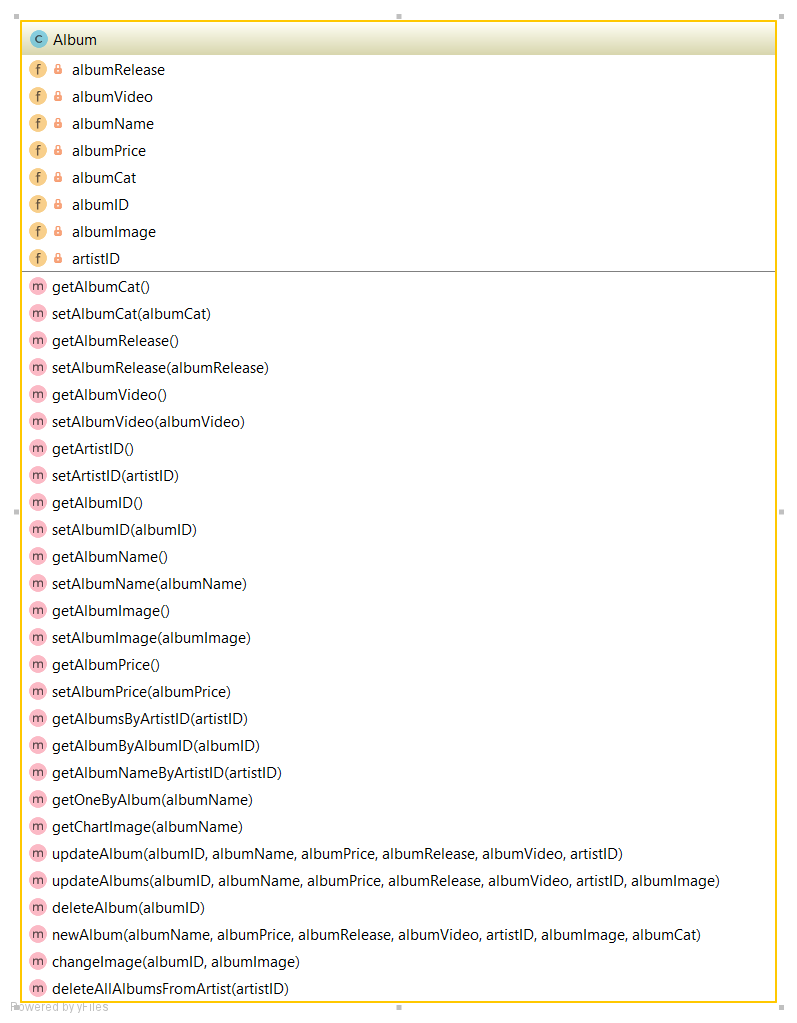 C Album
f albumRelease
f albumVideo
f albumName
f albumPrice
f albumCat
f albumID
f albumImage
f artistID
m getAlbumCat()
m setAlbumCat(albumCat)
m getAlbumRelease()
m setAlbumRelease(albumRelease)
m getAlbumVideo()
m setAlbumVideo(albumVideo)
m getArtistID()
m setArtistID(artistID)
m getAlbumID()
m setAlbumID(albumID)
m getAlbumName()
m setAlbumName(albumName)
m getAlbumImage()
m setAlbumImage(albumImage)
m getAlbumPrice()
m setAlbumPrice(albumPrice)
m getAlbumsByArtistID(artistID)
m getAlbumByAlbumID(albumID)
m getAlbumNameByArtistID(artistID)
m getOneByAlbum(albumName)
m getChartImage(albumName)
m updateAlbum(albumID, albumName, albumPrice, albumRelease, albumVideo, artistID)
m updateAlbums(albumID, albumName, albumPrice, albumRelease, albumVideo, artistID, albumImage)
m deleteAlbum(albumID)
m newAlbum(albumName, albumPrice, albumRelease, albumVideo, artistID, albumImage, albumCat)
m changeImage(albumID, albumImage)
m deleteAllAlbumsFromArtist(artistID)
Powered by yFiles